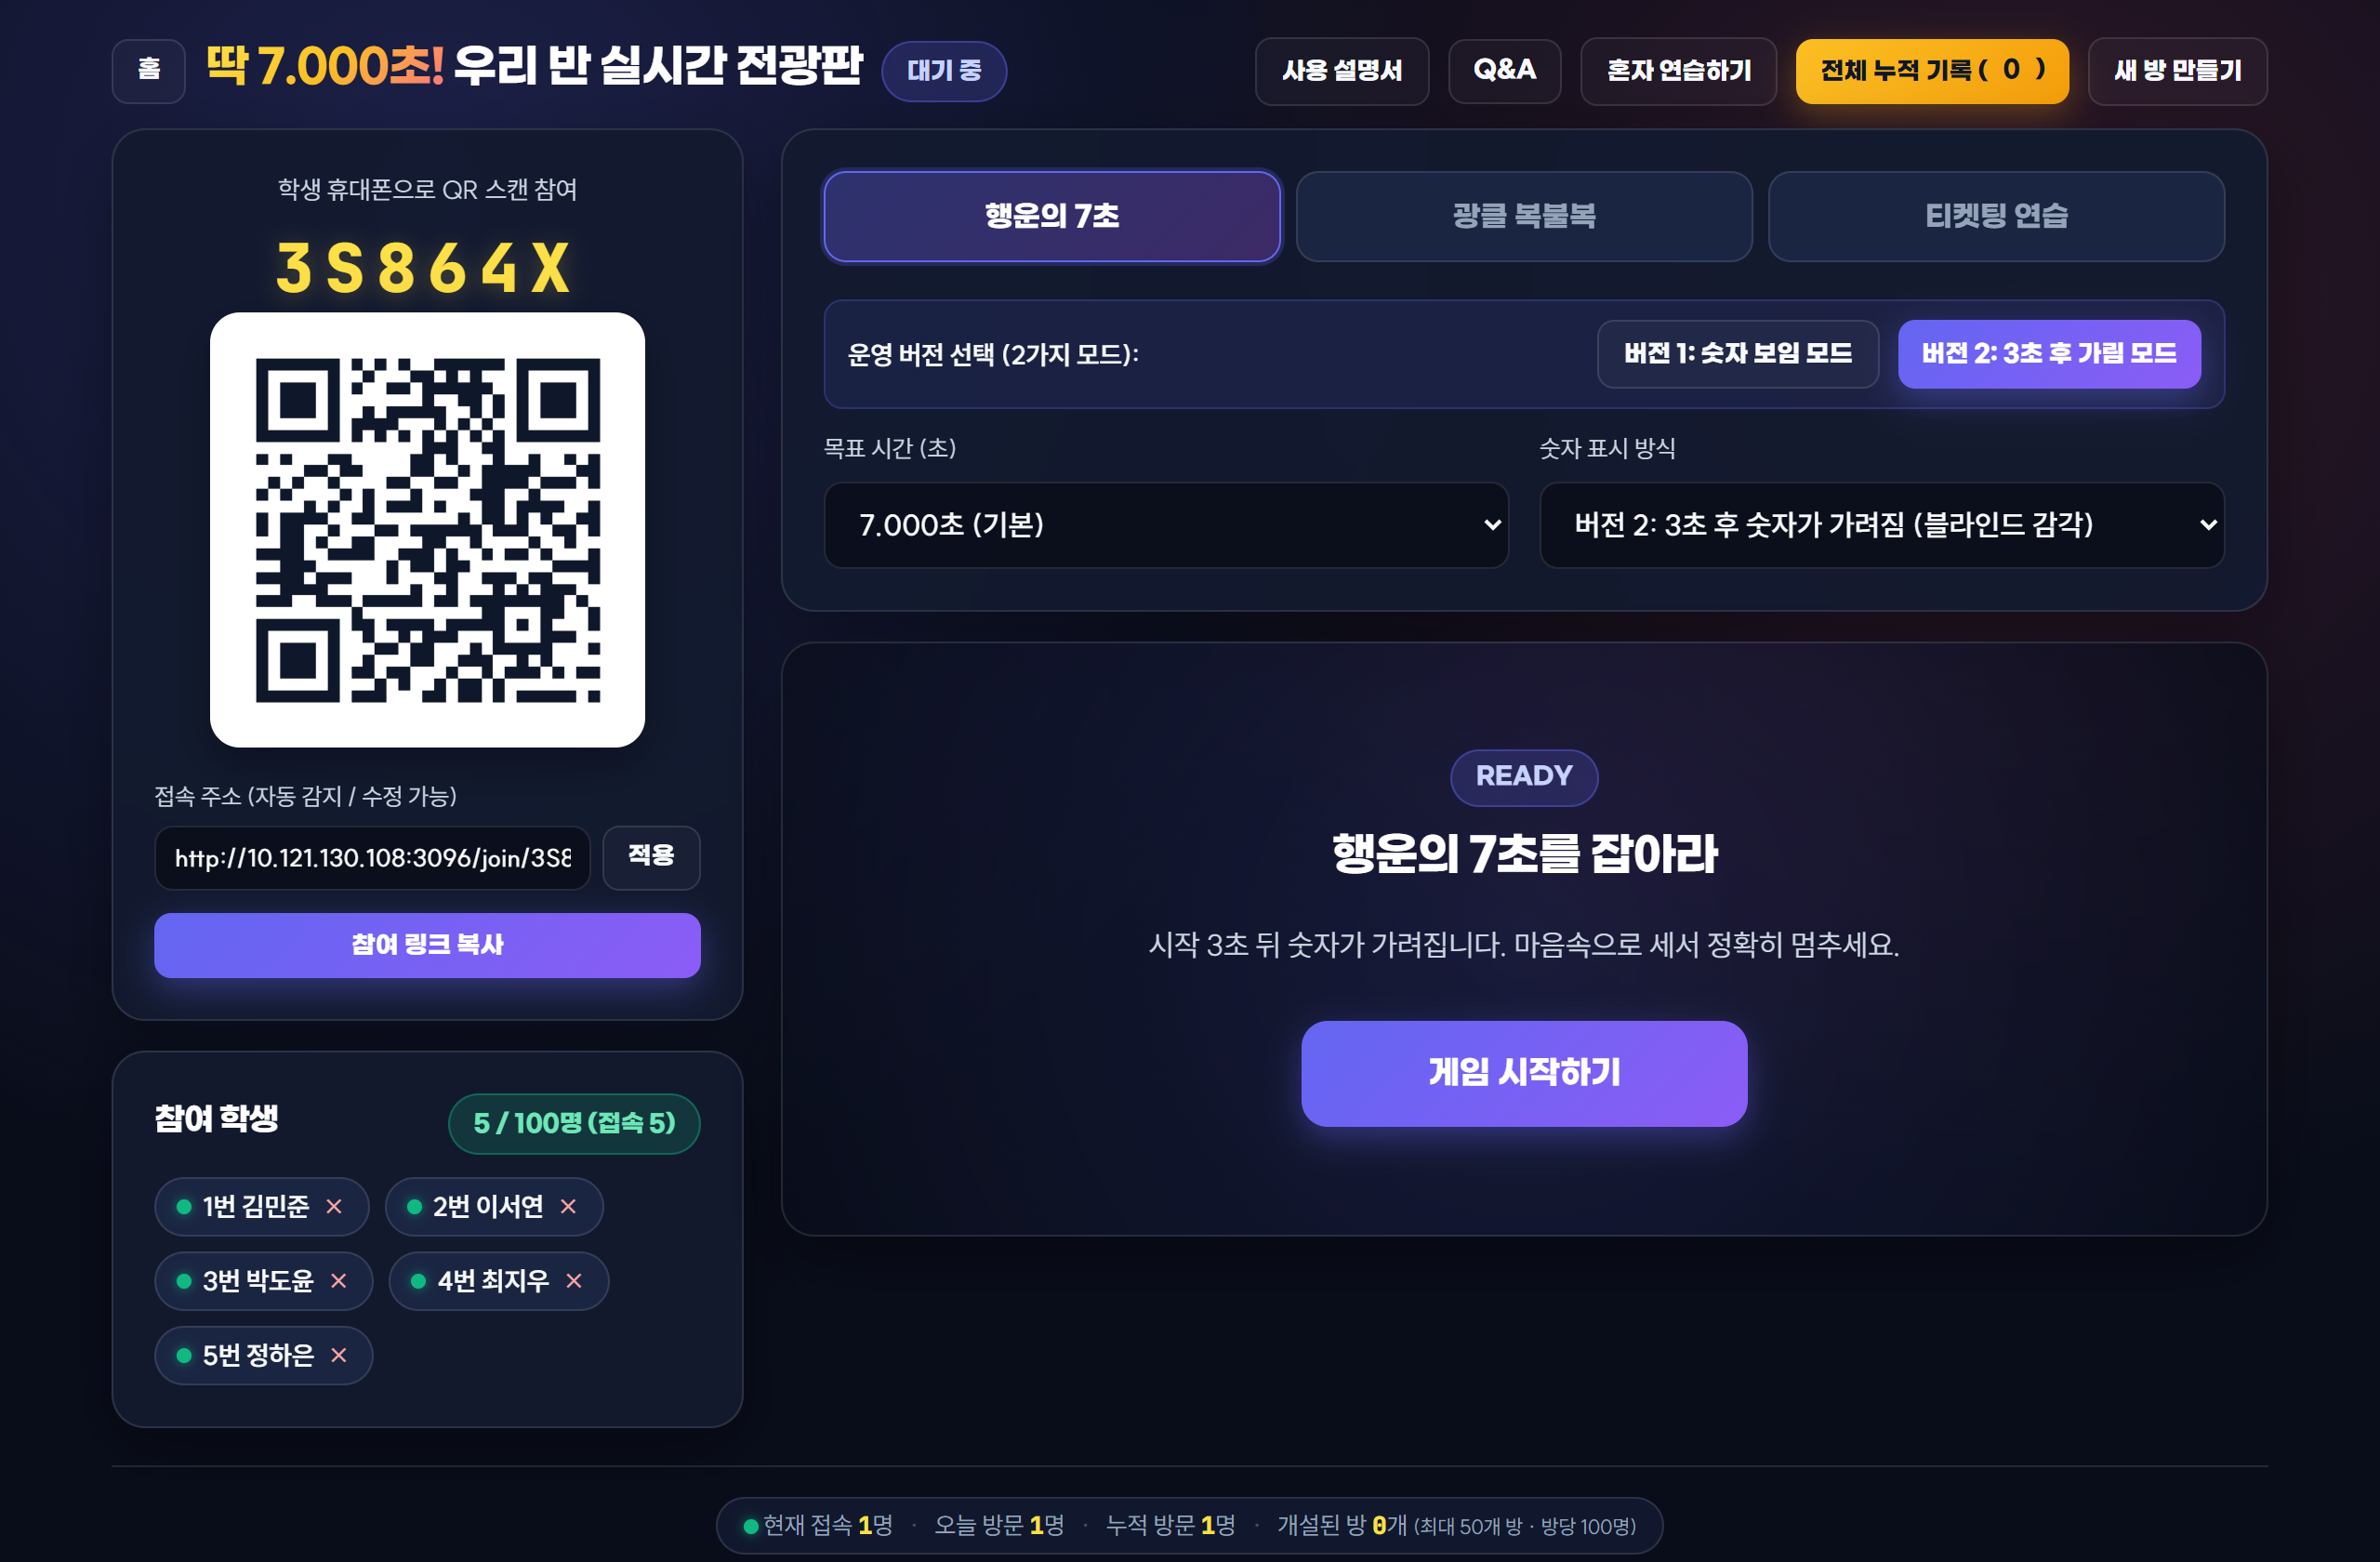 홈
딱 7.000초! 우리 반 실시간 전광판
대기 중
사용 설명서
Q&A
혼자 연습하기
전체 누적 기록 ( 0 )
새 방 만들기
학생 휴대폰으로 QR 스캔 참여
3S864X
접속 주소 (자동 감지 / 수정 가능)
http://10.121.130.108:3096/join/3S8
적용
참여 링크 복사
참여 학생
5 / 100명 (접속 5)
1번 김민준 ×
2번 이서연 ×
3번 박도윤 ×
4번 최지우 ×
5번 정하은 ×
행운의 7초
광클 복불복
티켓팅 연습
운영 버전 선택 (2가지 모드):
버전 1: 숫자 보임 모드
버전 2: 3초 후 가림 모드
목표 시간 (초)
7.000초 (기본)
숫자 표시 방식
버전 2: 3초 후 숫자가 가려짐 (블라인드 감각)
READY
행운의 7초를 잡아라
시작 3초 뒤 숫자가 가려집니다. 마음속으로 세서 정확히 멈추세요.
게임 시작하기
현재 접속 1명 · 오늘 방문 1명 · 누적 방문 1명 · 개설된 방 0개 (최대 50개 방 · 방당 100명)